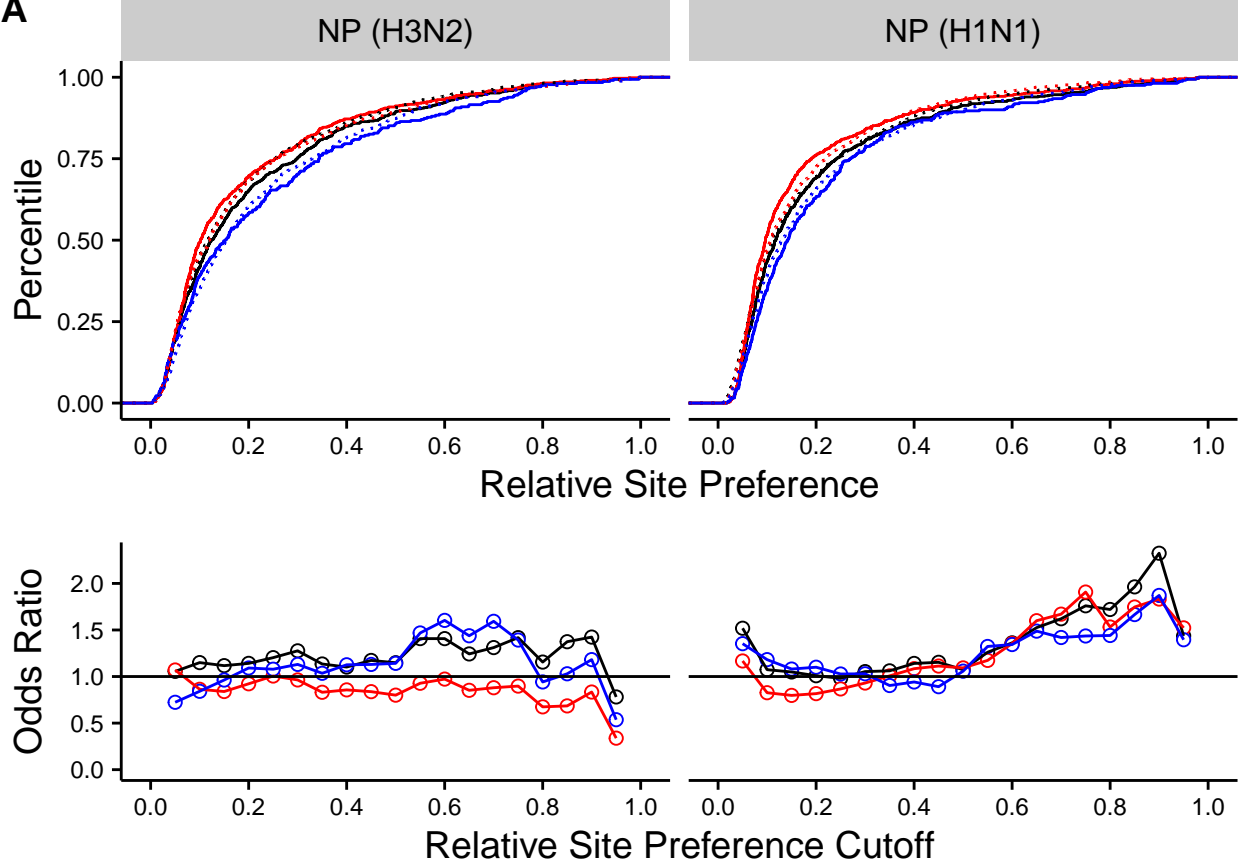 A
NP (H3N2)
NP (H1N1)
Percentile
1.00
0.75
0.50
0.25
0.00
0.0 0.2 0.4 0.6 0.8 1.0
0.0 0.2 0.4 0.6 0.8 1.0
Relative Site Preference
Odds Ratio
2.0
1.5
1.0
0.5
0.0
0.0 0.2 0.4 0.6 0.8 1.0
0.0 0.2 0.4 0.6 0.8 1.0
Relative Site Preference Cutoff